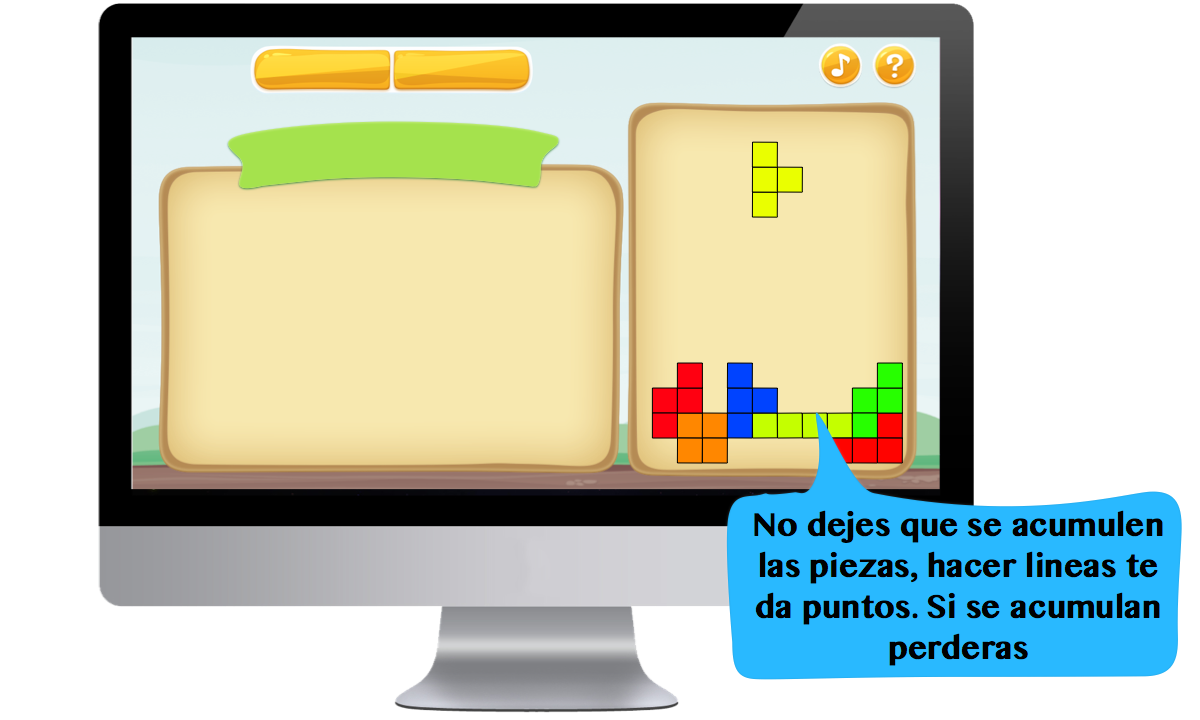 No dejes que se acumulen
las piezas, hacer lineas te
da puntos. Si se acumulan
perderas
?